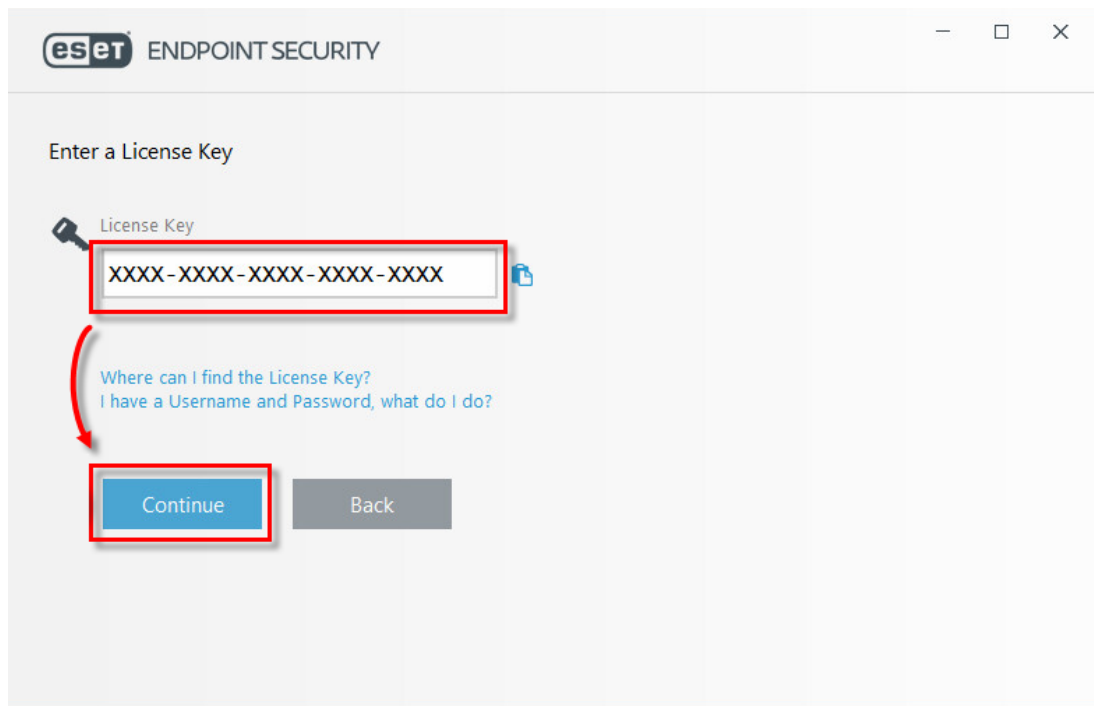 eset ENDPOINT SECURITY
Enter a License Key
License Key
XXXX-XXXX-XXXX-XXXX-XXXX
Where can I find the License Key?
I have a Username and Password, what do I do?
Continue Back